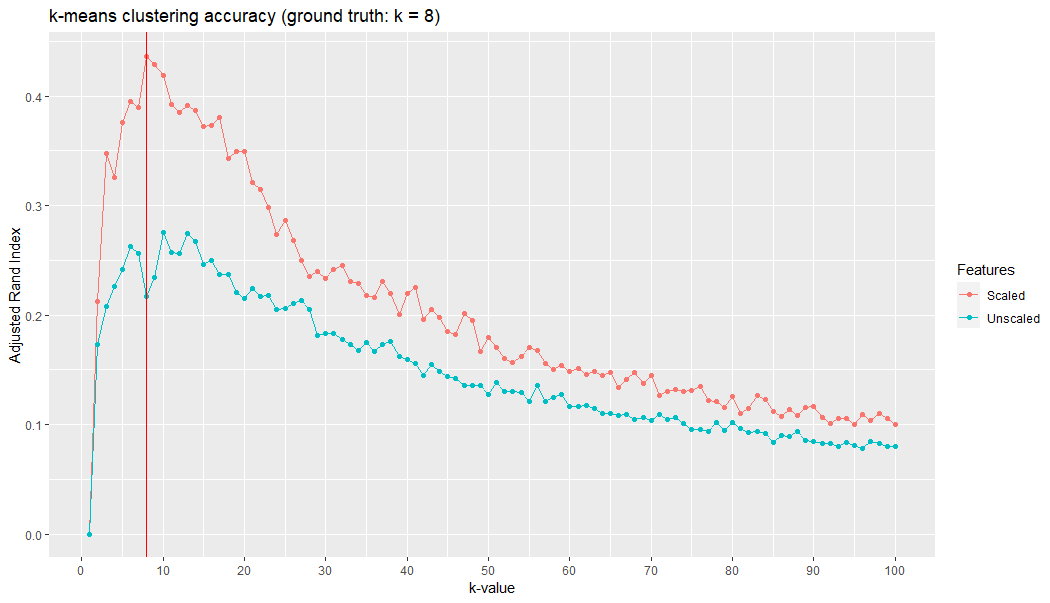 k-means clustering accuracy (ground truth: k = 8)
Adjusted Rand Index
0.4
0.3
0.2
0.1
0.0
0 10 20 30 40 50 60 70 80 90 100
k-value
Features
Scaled
Unscaled